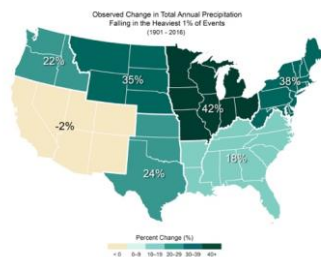 Observed Change in Total Annual Precipitation
Falling in the Heaviest 1% of Events
(1901 - 2016)
22%
35%
38%
42%
-2%
18%
24%
Percent Change (%)
< 0 0–9 10–19 20–29 30–39 40+